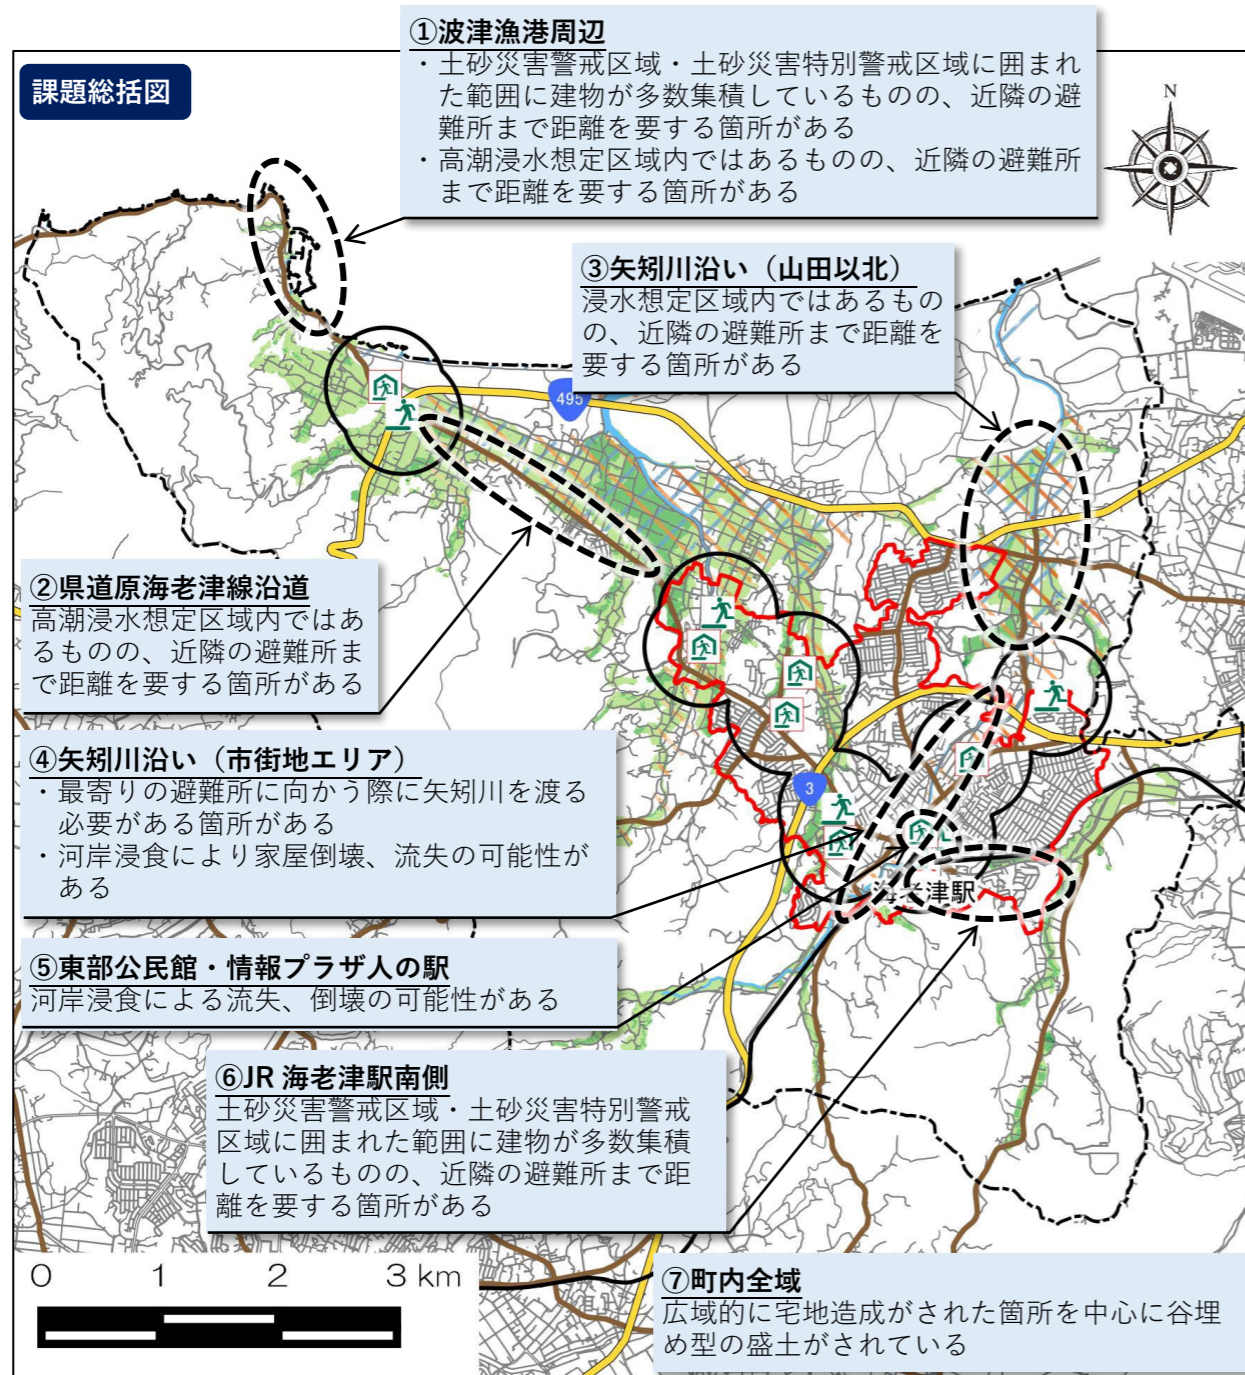 課題総括図
①波津漁港周辺
・土砂災害警戒区域・土砂災害特別警戒区域に囲まれ
た範囲に建物が多数集積しているものの、近隣の避
難所まで距離を要する箇所がある
・高潮浸水想定区域内ではあるものの、近隣の避難所
まで距離を要する箇所がある
N
③矢矧川沿い（山田以北）
浸水想定区域内ではあるもの
の、近隣の避難所まで距離を
要する箇所がある
495
②県道原海老津線沿道
高潮浸水想定区域内ではあ
るものの、近隣の避難所ま
で距離を要する箇所がある
④矢矧川沿い（市街地エリア）
・最寄りの避難所に向かう際に矢矧川を渡る
必要がある箇所がある
・河岸浸食により家屋倒壊、流失の可能性が
ある
3
海老津駅
⑤東部公民館・情報プラザ人の駅
河岸浸食による流失、倒壊の可能性がある
⑥JR 海老津駅南側
土砂災害警戒区域・土砂災害特別警戒
区域に囲まれた範囲に建物が多数集積
しているものの、近隣の避難所まで距
離を要する箇所がある
0 1 2 3 km
⑦町内全域
広域的に宅地造成がされた箇所を中心に谷埋
め型の盛土がされている